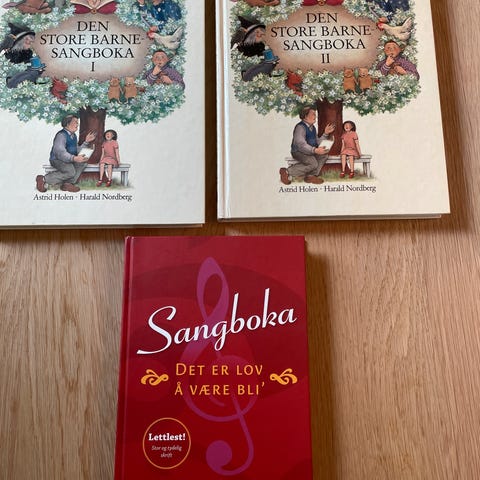 DEN
STORE BARNE-
SANGBOKA
I
Astrid Holen · Harald Nordberg
DEN
STORE BARNE-
SANGBOKA
II
Astrid Holen · Harald Nordberg
Sangboka
DET ER LOV
Å VÆRE BLI'
Lettlest!
Stor og tydelig
skrift